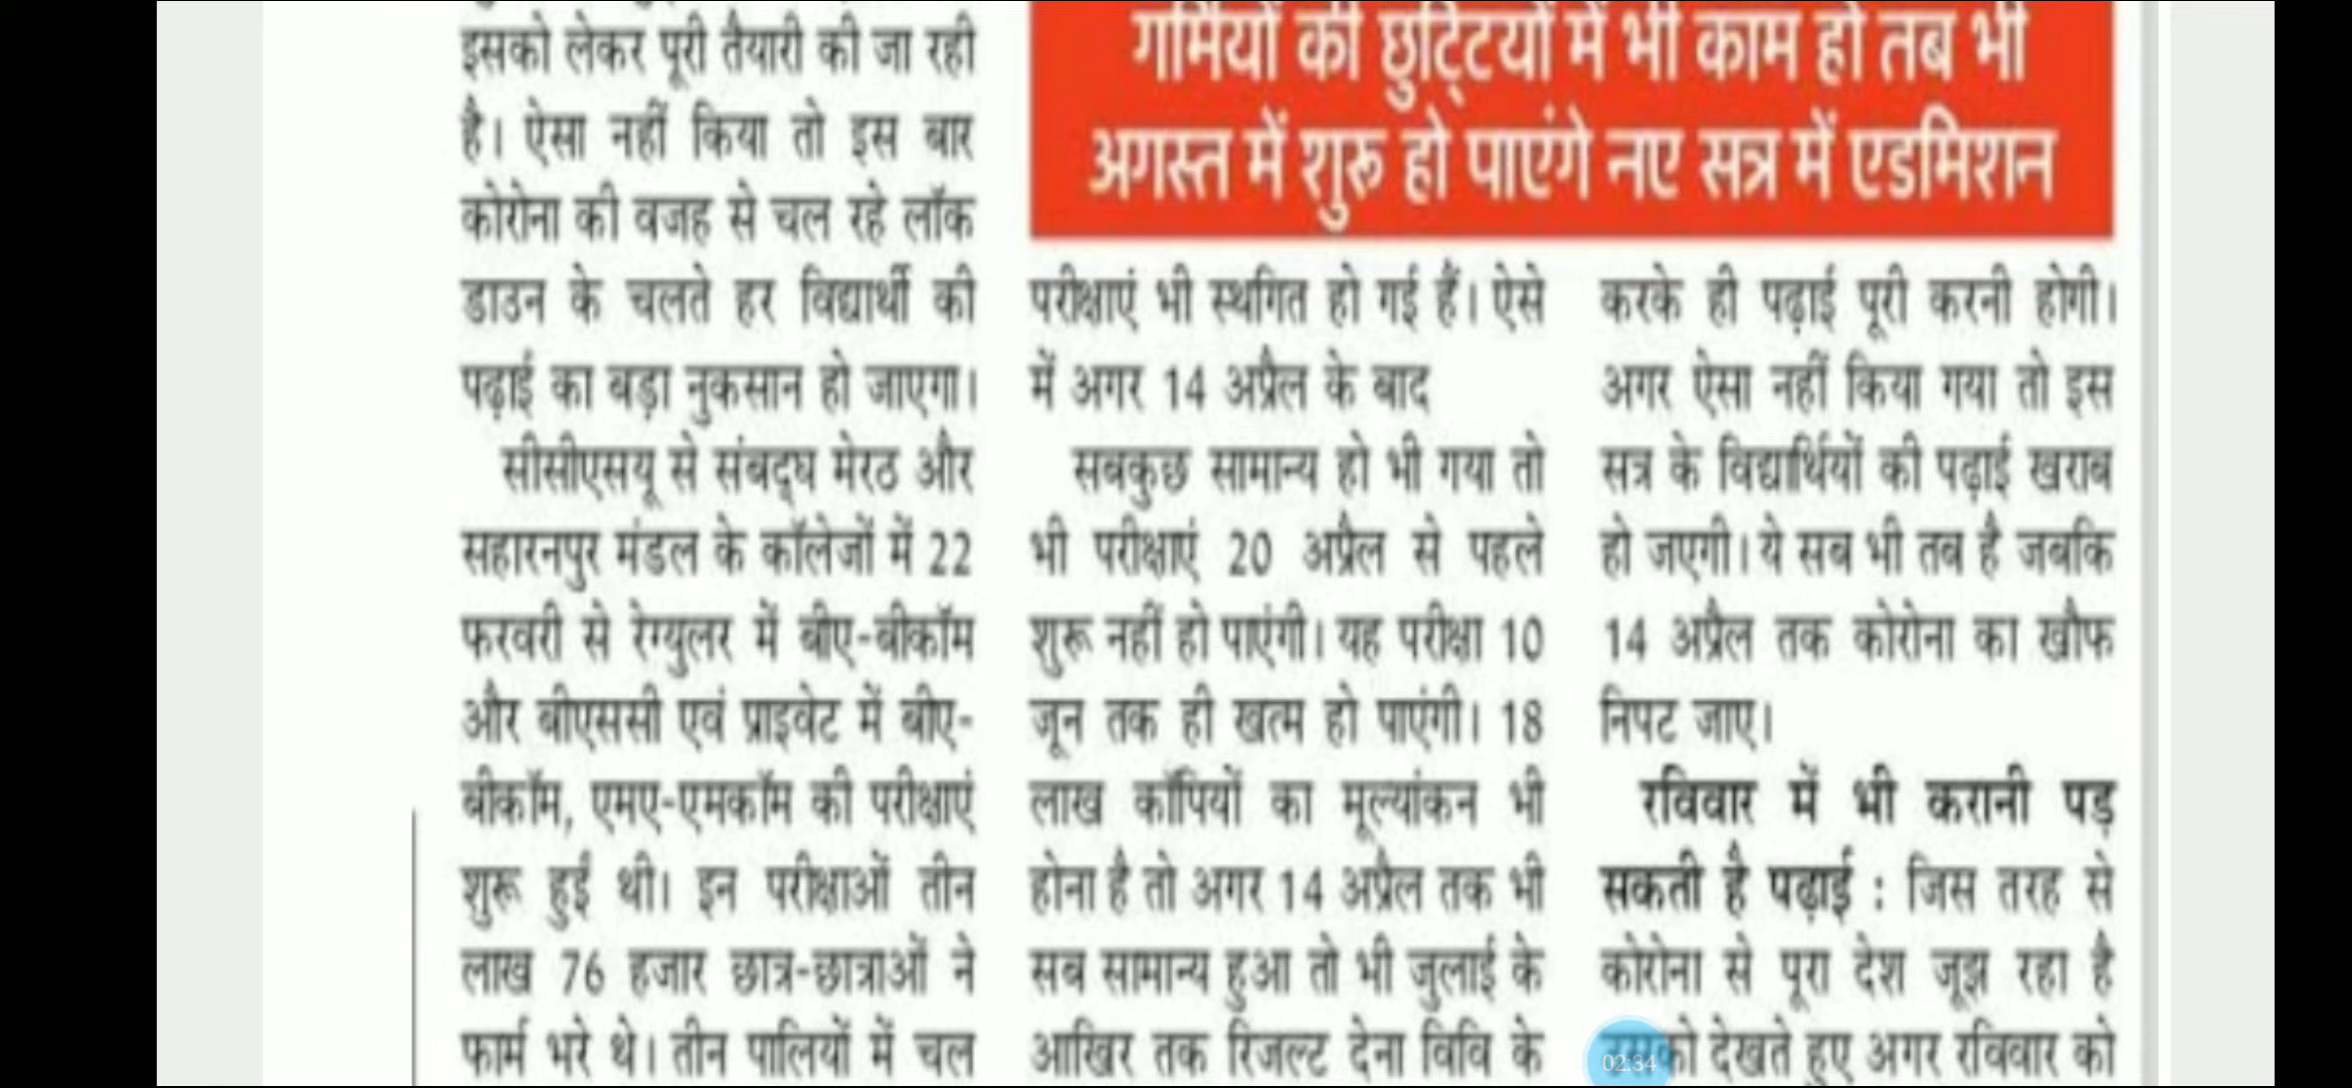 गर्मियों की छुट्टियों में भी काम हो तब भी
अगस्त में शुरू हो पाएंगे नए सत्र में एडमिशन
इसको लेकर पूरी तैयारी की जा रही
है। ऐसा नहीं किया तो इस बार
कोरोना की वजह से चल रहे लॉक
डाउन के चलते हर विद्यार्थी की
पढ़ाई का बड़ा नुकसान हो जाएगा।
सीसीएसयू से संबद्घ मेरठ और
सहारनपुर मंडल के कॉलेजों में 22
फरवरी से रेग्युलर में बीए-बीकॉम
और बीएससी एवं प्राइवेट में बीए-
बीकॉम, एमए-एमकॉम की परीक्षाएं
शुरू हुईं थी। इन परीक्षाओं तीन
लाख 76 हजार छात्र-छात्राओं ने
फार्म भरे थे। तीन पालियों में चल
परीक्षाएं भी स्थगित हो गई हैं। ऐसे
में अगर 14 अप्रैल के बाद
सबकुछ सामान्य हो भी गया तो
भी परीक्षाएं 20 अप्रैल से पहले
शुरू नहीं हो पाएंगी। यह परीक्षा 10
जून तक ही खत्म हो पाएंगी। 18
लाख कॉपियों का मूल्यांकन भी
होना है तो अगर 14 अप्रैल तक भी
सब सामान्य हुआ तो भी जुलाई के
आखिर तक रिजल्ट देना विवि के
करके ही पढ़ाई पूरी करनी होगी।
अगर ऐसा नहीं किया गया तो इस
सत्र के विद्यार्थियों की पढ़ाई खराब
हो जएगी। ये सब भी तब है जबकि
14 अप्रैल तक कोरोना का खौफ
निपट जाए।
रविवार में भी करानी पड़
सकती है पढ़ाई : जिस तरह से
कोरोना से पूरा देश जूझ रहा है
देखते हुए अगर रविवार को
02:34